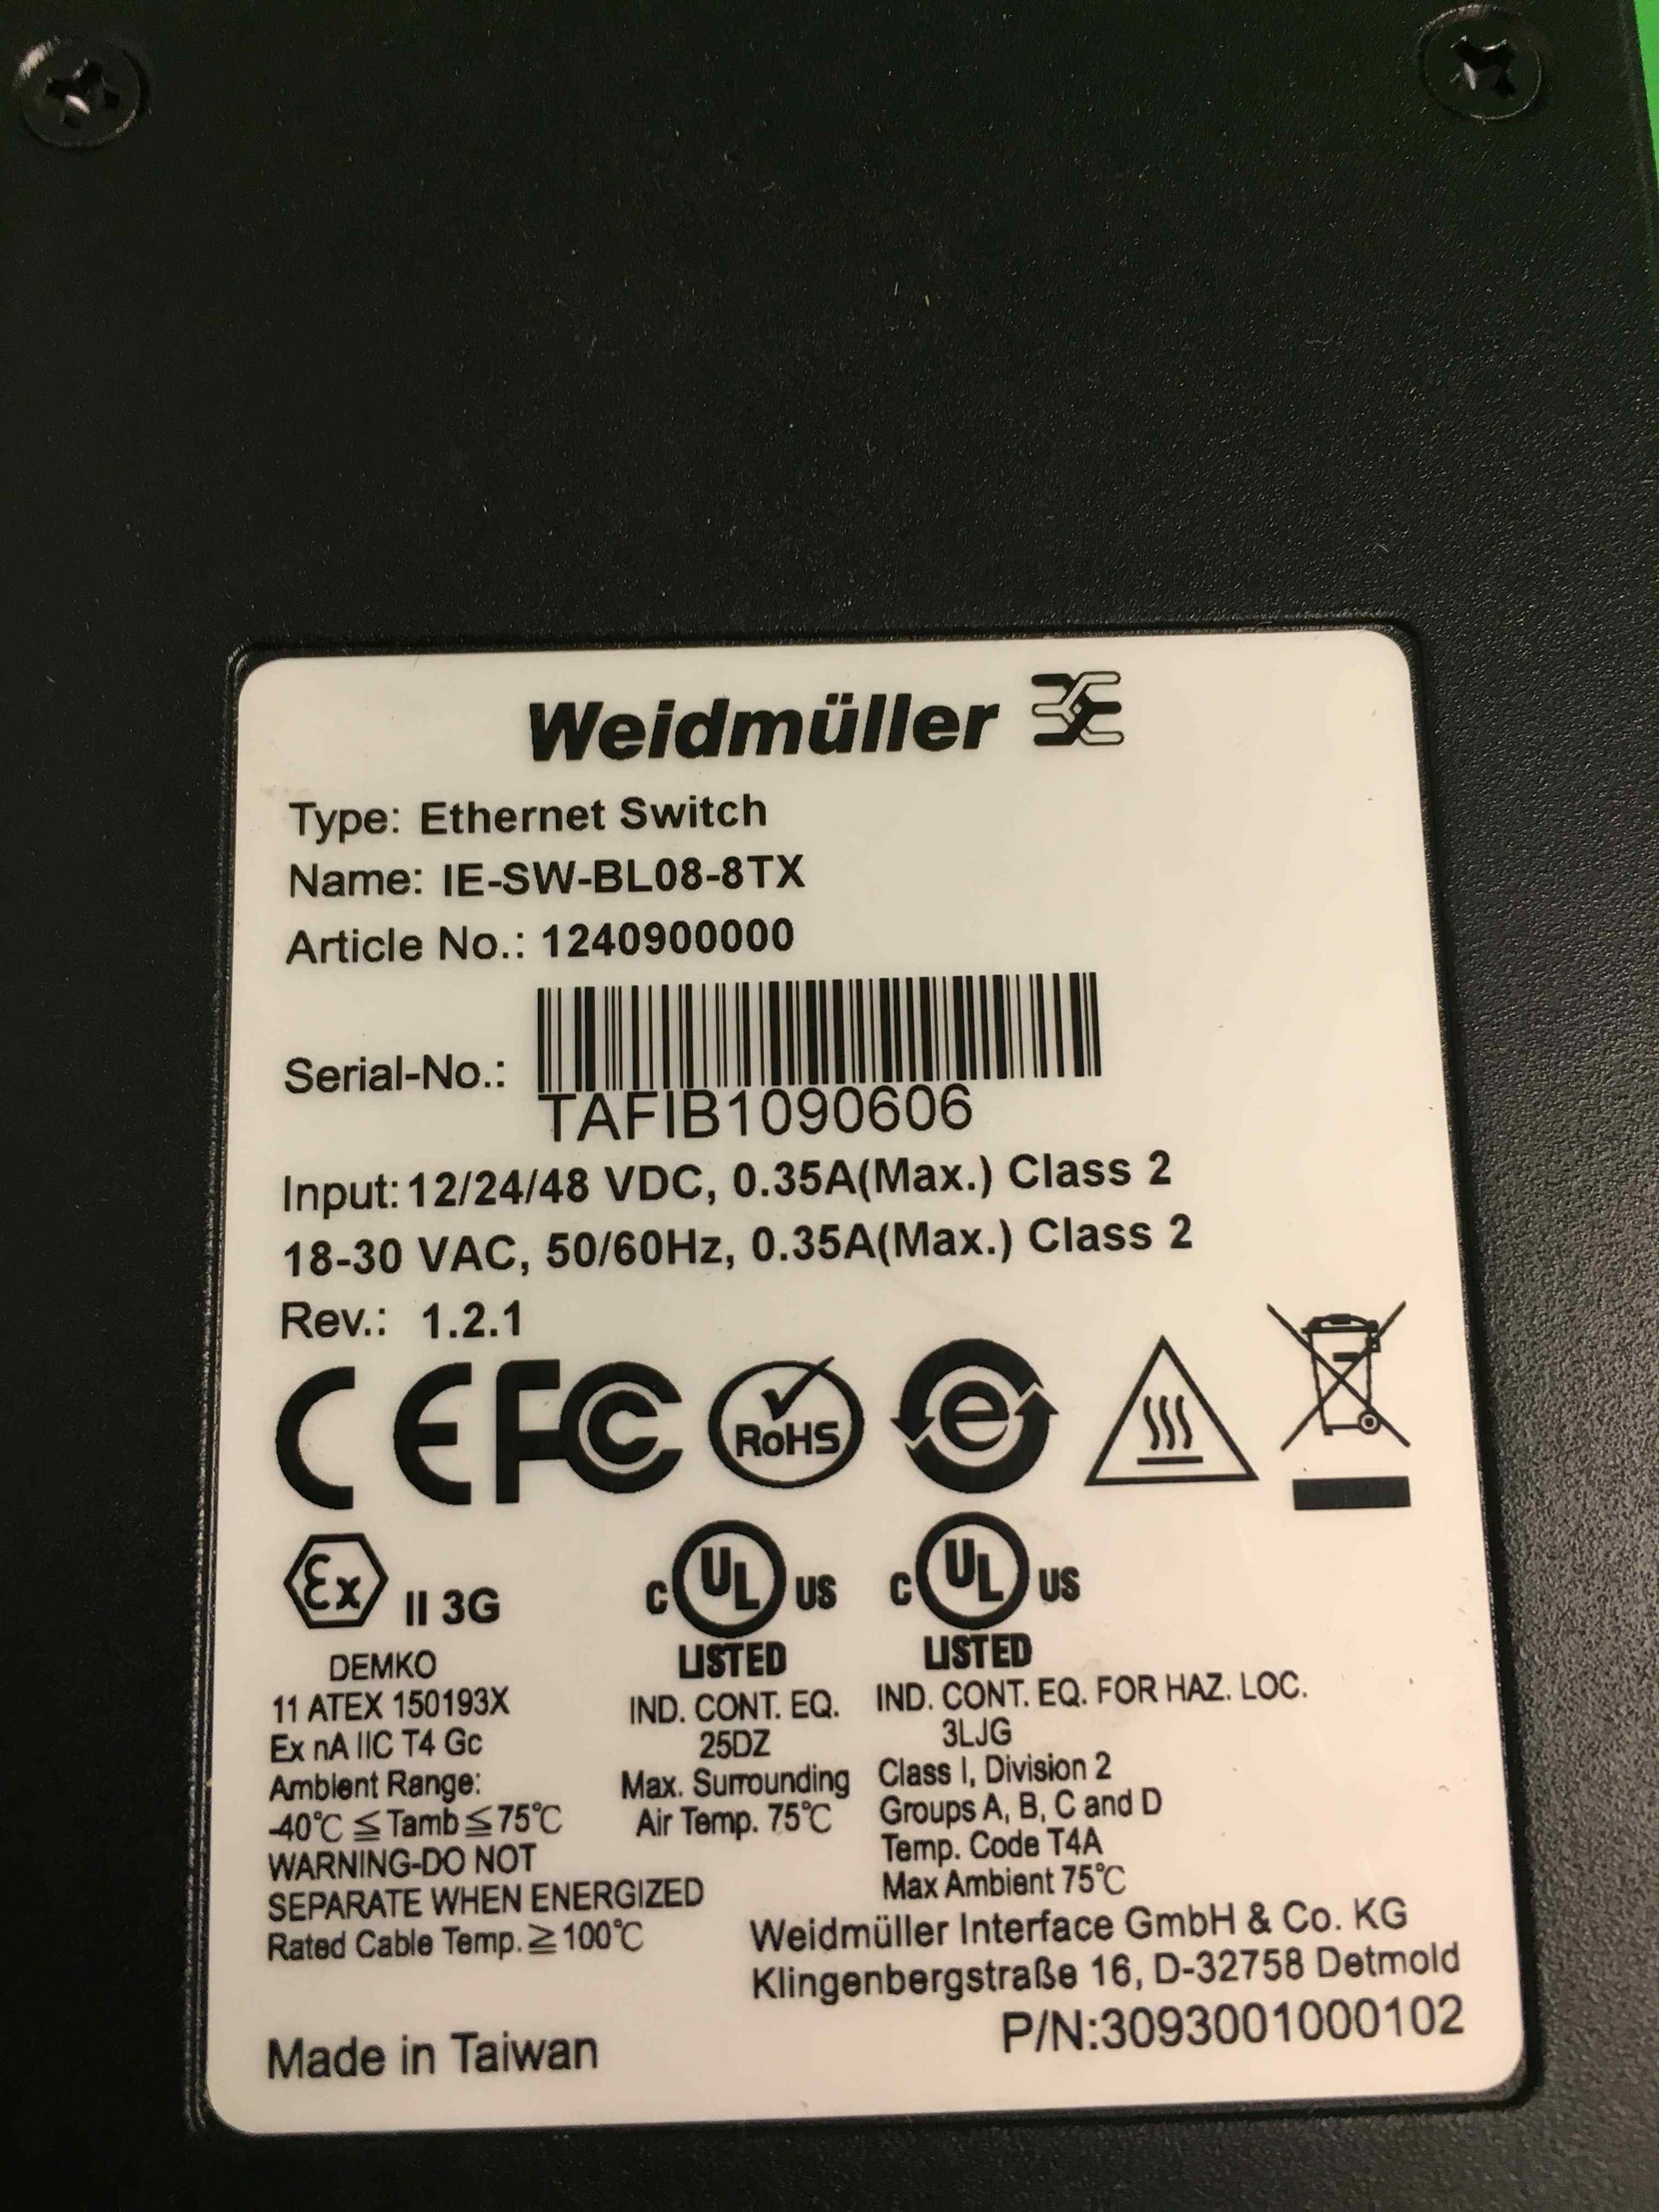 Weidmüller
Type: Ethernet Switch
Name: IE-SW-BL08-8TX
Article No.: 1240900000
Serial-No.:
TAFIB1090606
Input: 12/24/48 VDC, 0.35A(Max.) Class 2
18-30 VAC, 50/60Hz, 0.35A(Max.) Class 2
Rev.: 1.2.1
CE FC RoHS e
Ex II 3G
DEMKO
11 ATEX 150193X
Ex nA IIC T4 Gc
Ambient Range:
-40℃ ≦ Tamb ≦ 75℃
WARNING-DO NOT
SEPARATE WHEN ENERGIZED
Rated Cable Temp. ≧ 100℃
C UL US
LISTED
IND. CONT. EQ.
25DZ
Max. Surrounding
Air Temp. 75℃
C UL US
LISTED
IND. CONT. EQ. FOR HAZ. LOC.
3LJG
Class I, Division 2
Groups A, B, C and D
Temp. Code T4A
Max Ambient 75℃
Weidmüller Interface GmbH & Co. KG
Klingenbergstraße 16, D-32758 Detmold
P/N:3093001000102
Made in Taiwan